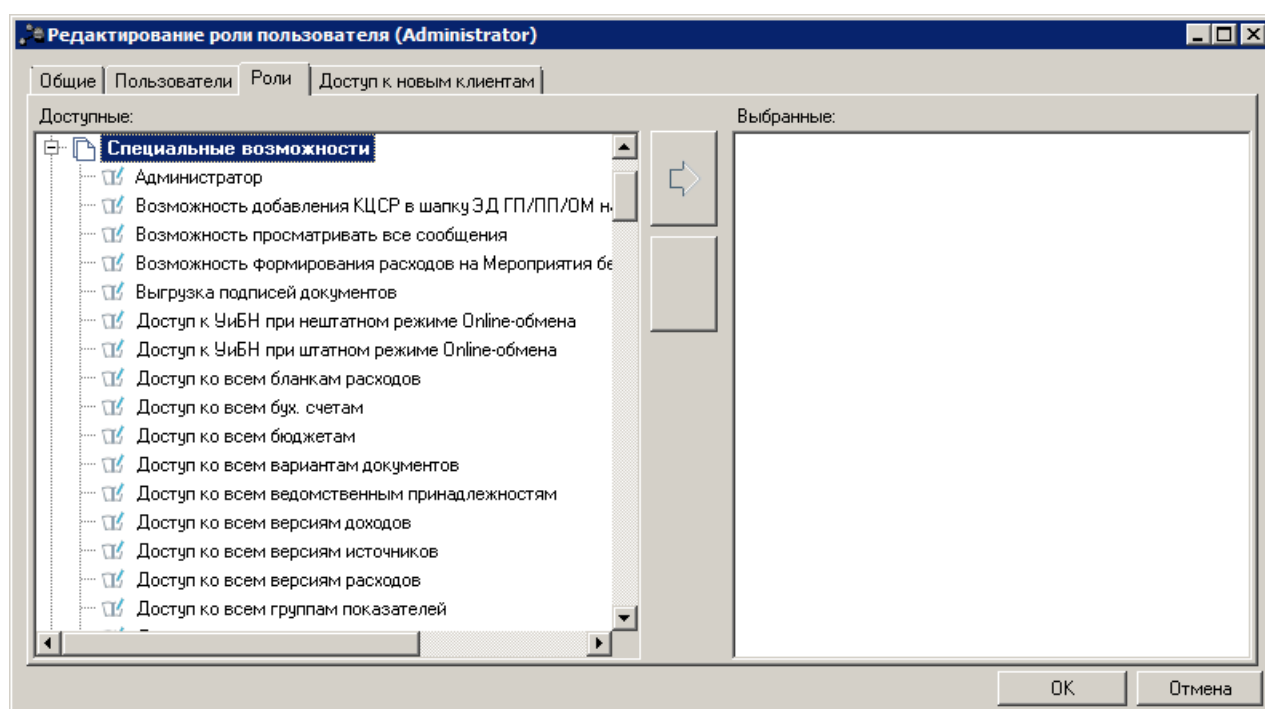 Редактирование роли пользователя (Administrator)
Общие Пользователи Роли Доступ к новым клиентам
Доступные:
Выбранные:
Специальные возможности
Администратор
Возможность добавления КЦСР в шапку ЭД ГП/ПП/ОМ
Возможность просматривать все сообщения
Возможность формирования расходов на Мероприятия
Выгрузка подписей документов
Доступ к УиБН при нештатном режиме Online-обмена
Доступ к УиБН при штатном режиме Online-обмена
Доступ ко всем бланкам расходов
Доступ ко всем бух. счетам
Доступ ко всем бюджетам
Доступ ко всем вариантам документов
Доступ ко всем ведомственным принадлежностям
Доступ ко всем версиям доходов
Доступ ко всем версиям источников
Доступ ко всем версиям расходов
Доступ ко всем группам показателей
OK Отмена